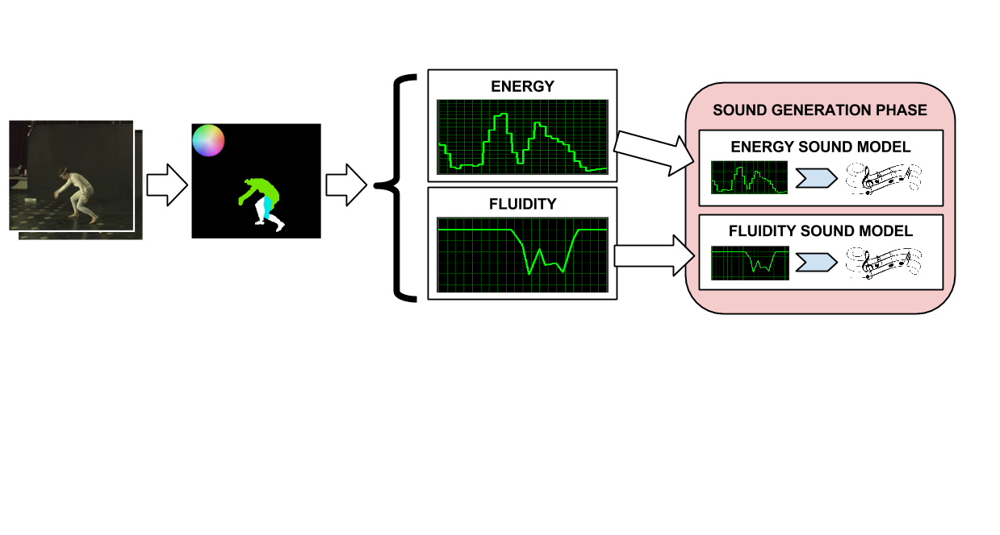 ENERGY
FLUIDITY
SOUND GENERATION PHASE
ENERGY SOUND MODEL
FLUIDITY SOUND MODEL